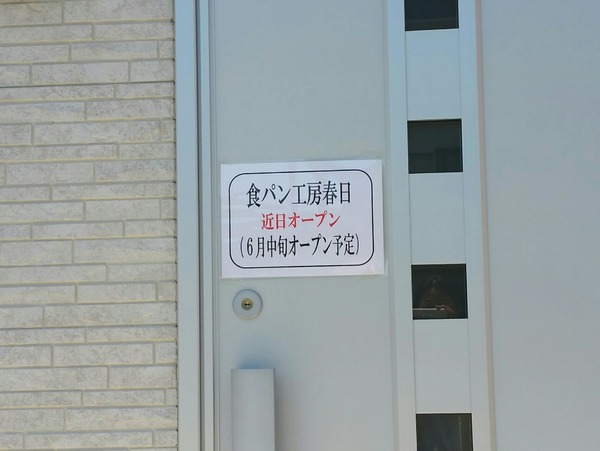 食パン工房春日
近日オープン
(6月中旬オープン予定)